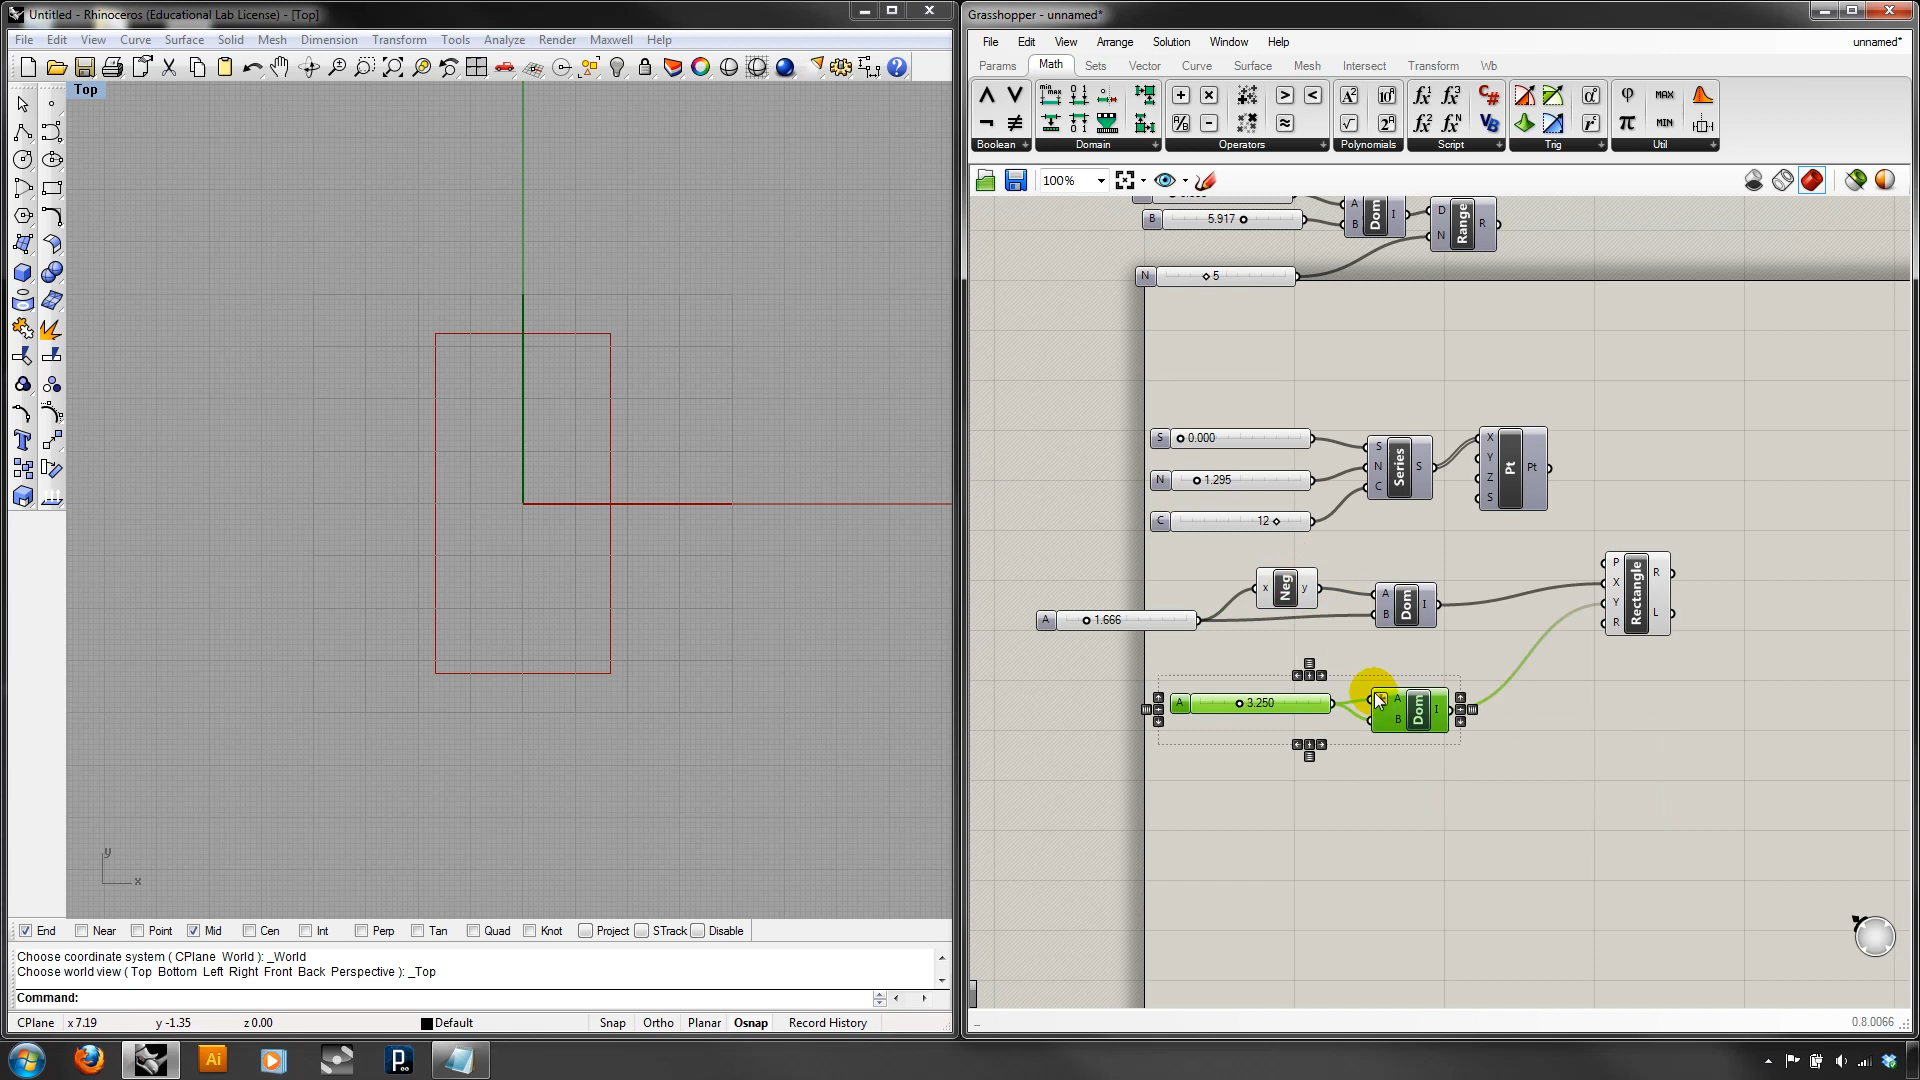 Untitled - Rhinoceros (Educational Lab License) - [Top]
File Edit View Curve Surface Solid Mesh Dimension Transform Tools Analyze Render Maxwell Help
Top
y
x
End Near Point Mid Cen Int Perp Tan Quad Knot Project STrack Disable
Choose coordinate system ( CPlane World ): _World
Choose world view ( Top Bottom Left Right Front Back Perspective ): _Top
Command:
CPlane x 7.19 y -1.35 z 0.00 Default Snap Ortho Planar Osnap Record History
Grasshopper - unnamed*
File Edit View Arrange Solution Window Help unnamed*
Params Math Sets Vector Curve Surface Mesh Intersect Transform Wb
Boolean Domain Operators Polynomials Script Trig Util
100%
B 5.917
A Dom I
B
D Range R
N
N 5
S 0.000
N 1.295
C 12
S Series S
N
C
X Pt Pt
Y
Z
S
x Neg y
A 1.666
A Dom I
B
P Rectangle R
X
Y L
R
A 3.250
A Dom I
B
0.8.0066
Ai
P